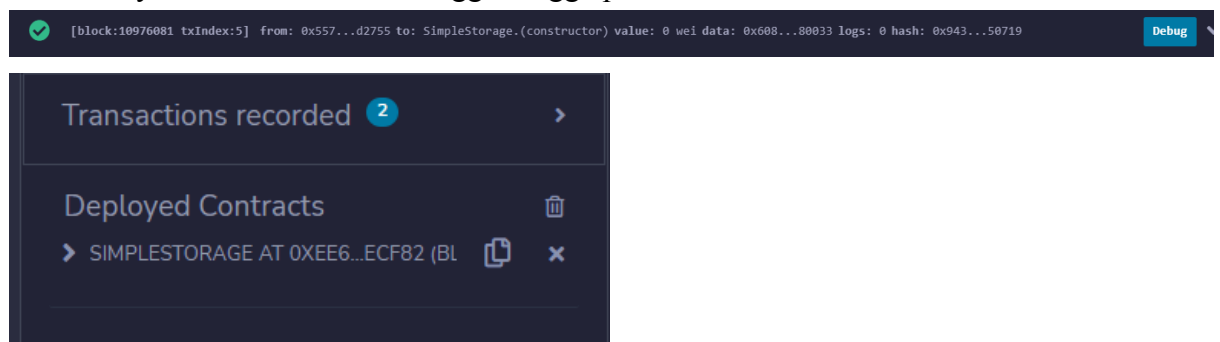 [block:10976081 txIndex:5] from: 0x557...d2755 to: SimpleStorage.(constructor) value: 0 wei data: 0x608...80033 logs: 0 hash: 0x943...50719 Debug
Transactions recorded 2
Deployed Contracts
SIMPLESTORAGE AT 0XEE6...ECF82 (BL